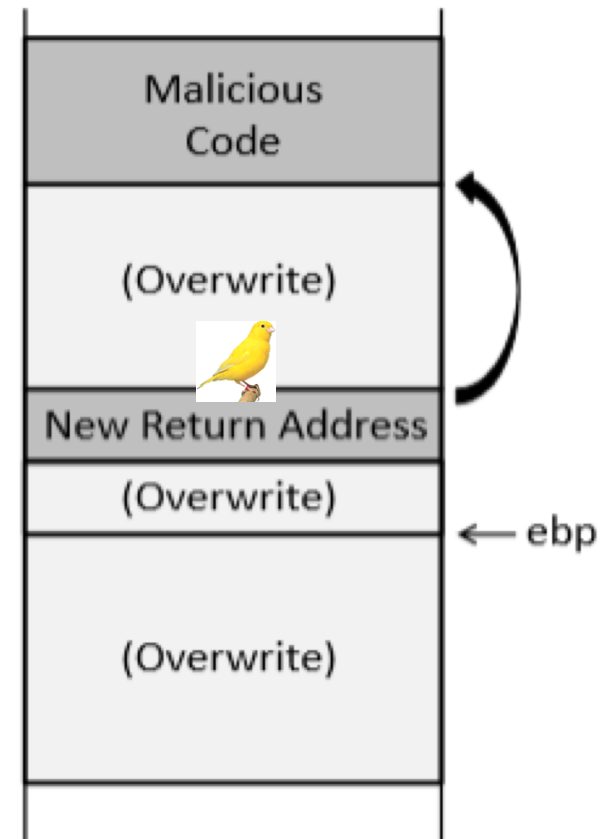 Malicious
Code
(Overwrite)
New Return Address
(Overwrite)
ebp
(Overwrite)